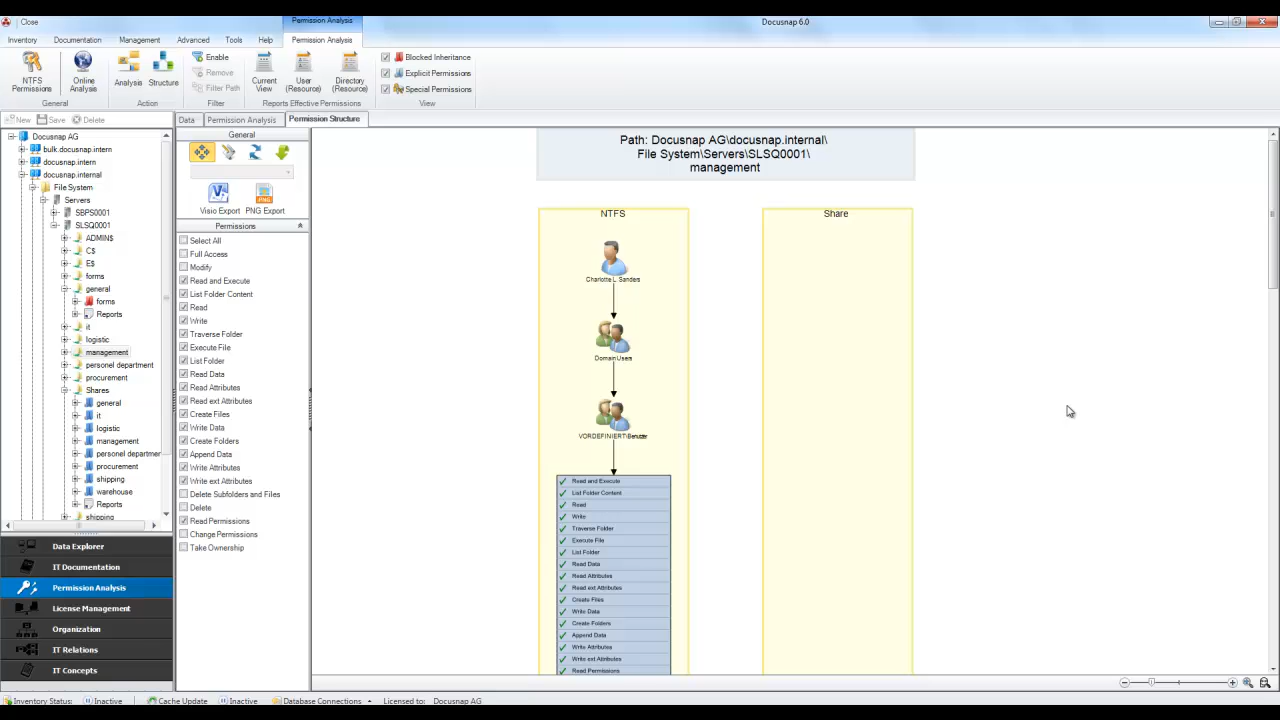 Close
Permission Analysis
Docusnap 6.0
Inventory
Documentation
Management
Advanced
Tools
Help
Permission Analysis
NTFS Permissions
Online Analysis
Analysis
Structure
Enable
Remove
Filter Path
Current View
User (Resource)
Directory (Resource)
Blocked Inheritance
Explicit Permissions
Special Permissions
General
Action
Filter
Reports Effective Permissions
View
New
Save
Delete
Data
Permission Analysis
Permission Structure
Docusnap AG
bulk.docusnap.intern
docusnap.intern
docusnap.internal
File System
Servers
SBPS0001
SLSQ0001
ADMIN$
C$
E$
forms
general
forms
Reports
it
logistic
management
personel department
procurement
Shares
general
it
logistic
management
personel departmer
procurement
shipping
warehouse
Reports
shipping
Data Explorer
IT Documentation
Permission Analysis
License Management
Organization
IT Relations
IT Concepts
General
Visio Export
PNG Export
Permissions
Select All
Full Access
Modify
Read and Execute
List Folder Content
Read
Write
Traverse Folder
Execute File
List Folder
Read Data
Read Attributes
Read ext Attributes
Create Files
Write Data
Create Folders
Append Data
Write Attributes
Write ext Attributes
Delete Subfolders and Files
Delete
Read Permissions
Change Permissions
Take Ownership
Path: Docusnap AG\docusnap.internal\
File System\Servers\SLSQ0001\
management
NTFS
Share
Charlotte L. Sanders
Domain Users
VORDEFINIERT\Benutzer
Read and Execute
List Folder Content
Read
Write
Traverse Folder
Execute File
List Folder
Read Data
Read Attributes
Read ext Attributes
Create Files
Write Data
Create Folders
Append Data
Write Attributes
Write ext Attributes
Read Permissions
Inventory Status:
Inactive
Cache Update
Inactive
Database Connections
Licensed to:
Docusnap AG